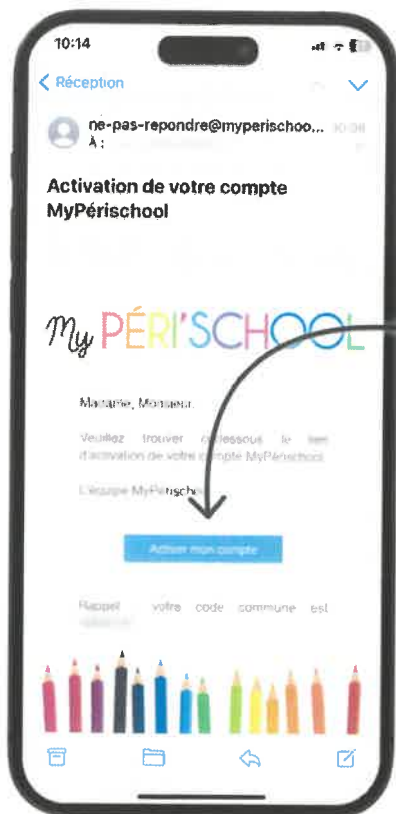 10:14
Réception
ne-pas-repondre@myperischoo... 10:08
À :
Activation de votre compte
MyPérischool
My PÉRI'SCHOOL
Madame, Monsieur,
Veuillez trouver ci-dessous le lien
d'activation de votre compte MyPérischool.
L'équipe MyPérischool
Activer mon compte
Rappel votre code commune est